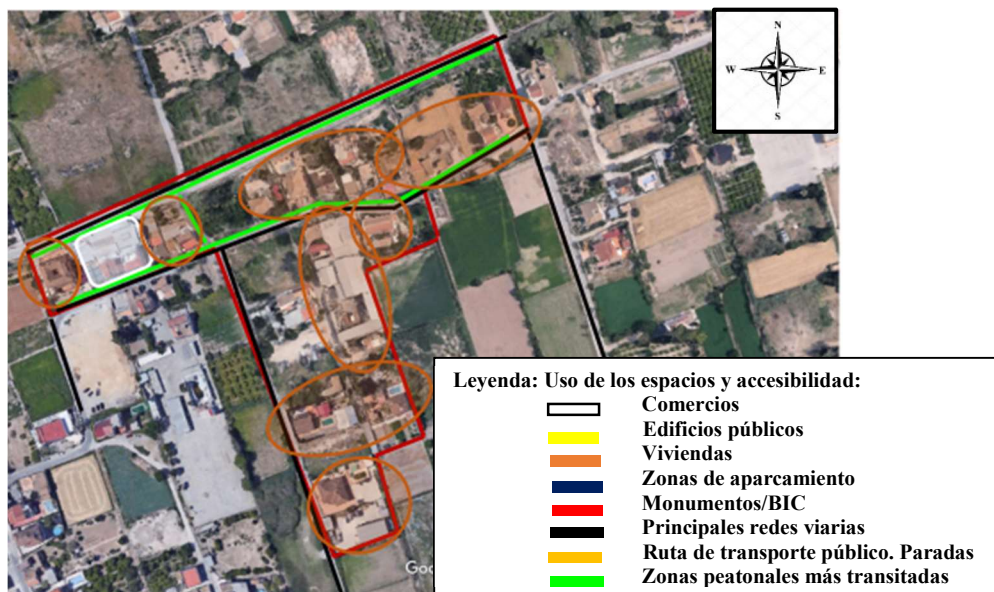 N
W E
S
Leyenda: Uso de los espacios y accesibilidad:
Comercios
Edificios públicos
Viviendas
Zonas de aparcamiento
Monumentos/BIC
Principales redes viarias
Ruta de transporte público. Paradas
Zonas peatonales más transitadas
Goo